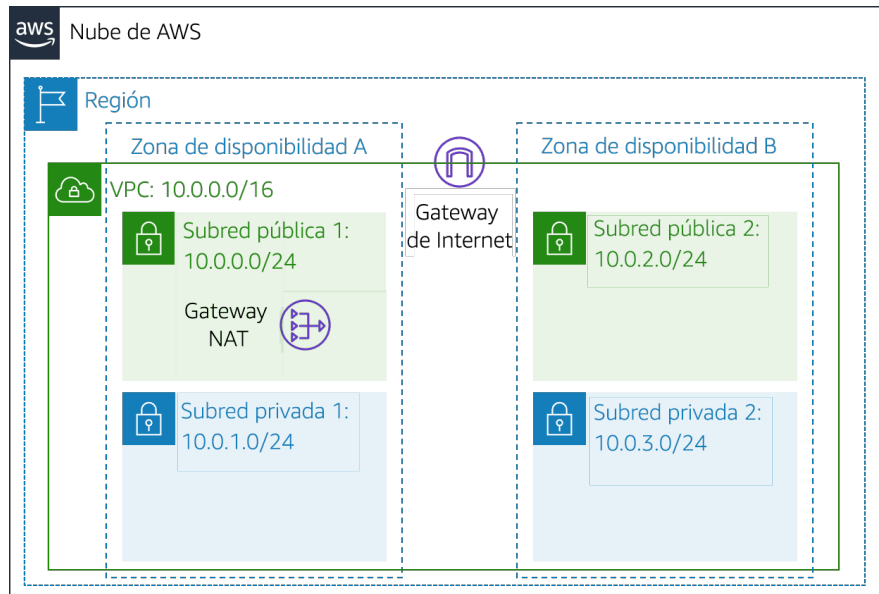 aws
Nube de AWS
Región
Zona de disponibilidad A
Zona de disponibilidad B
VPC: 10.0.0.0/16
Gateway
de Internet
Subred pública 1:
10.0.0.0/24
Subred pública 2:
10.0.2.0/24
Gateway
NAT
Subred privada 1:
10.0.1.0/24
Subred privada 2:
10.0.3.0/24